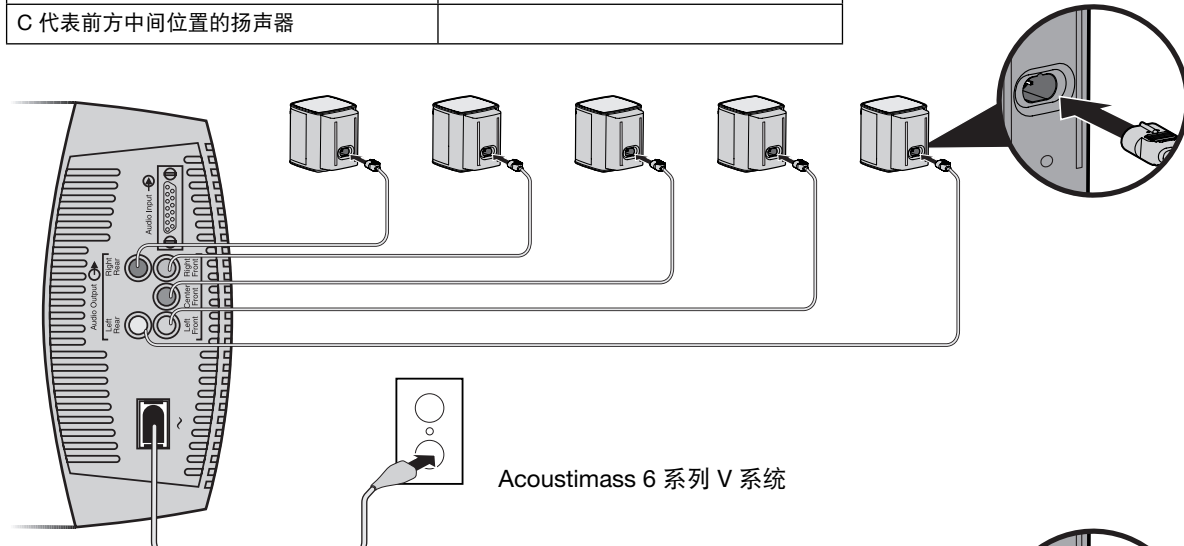 C 代表前方中间位置的扬声器
Audio Input
Audio Output
Right
Rear
Right
Front
Center
Front
Left
Rear
Left
Front
~
Acoustimass 6 系列 V 系统